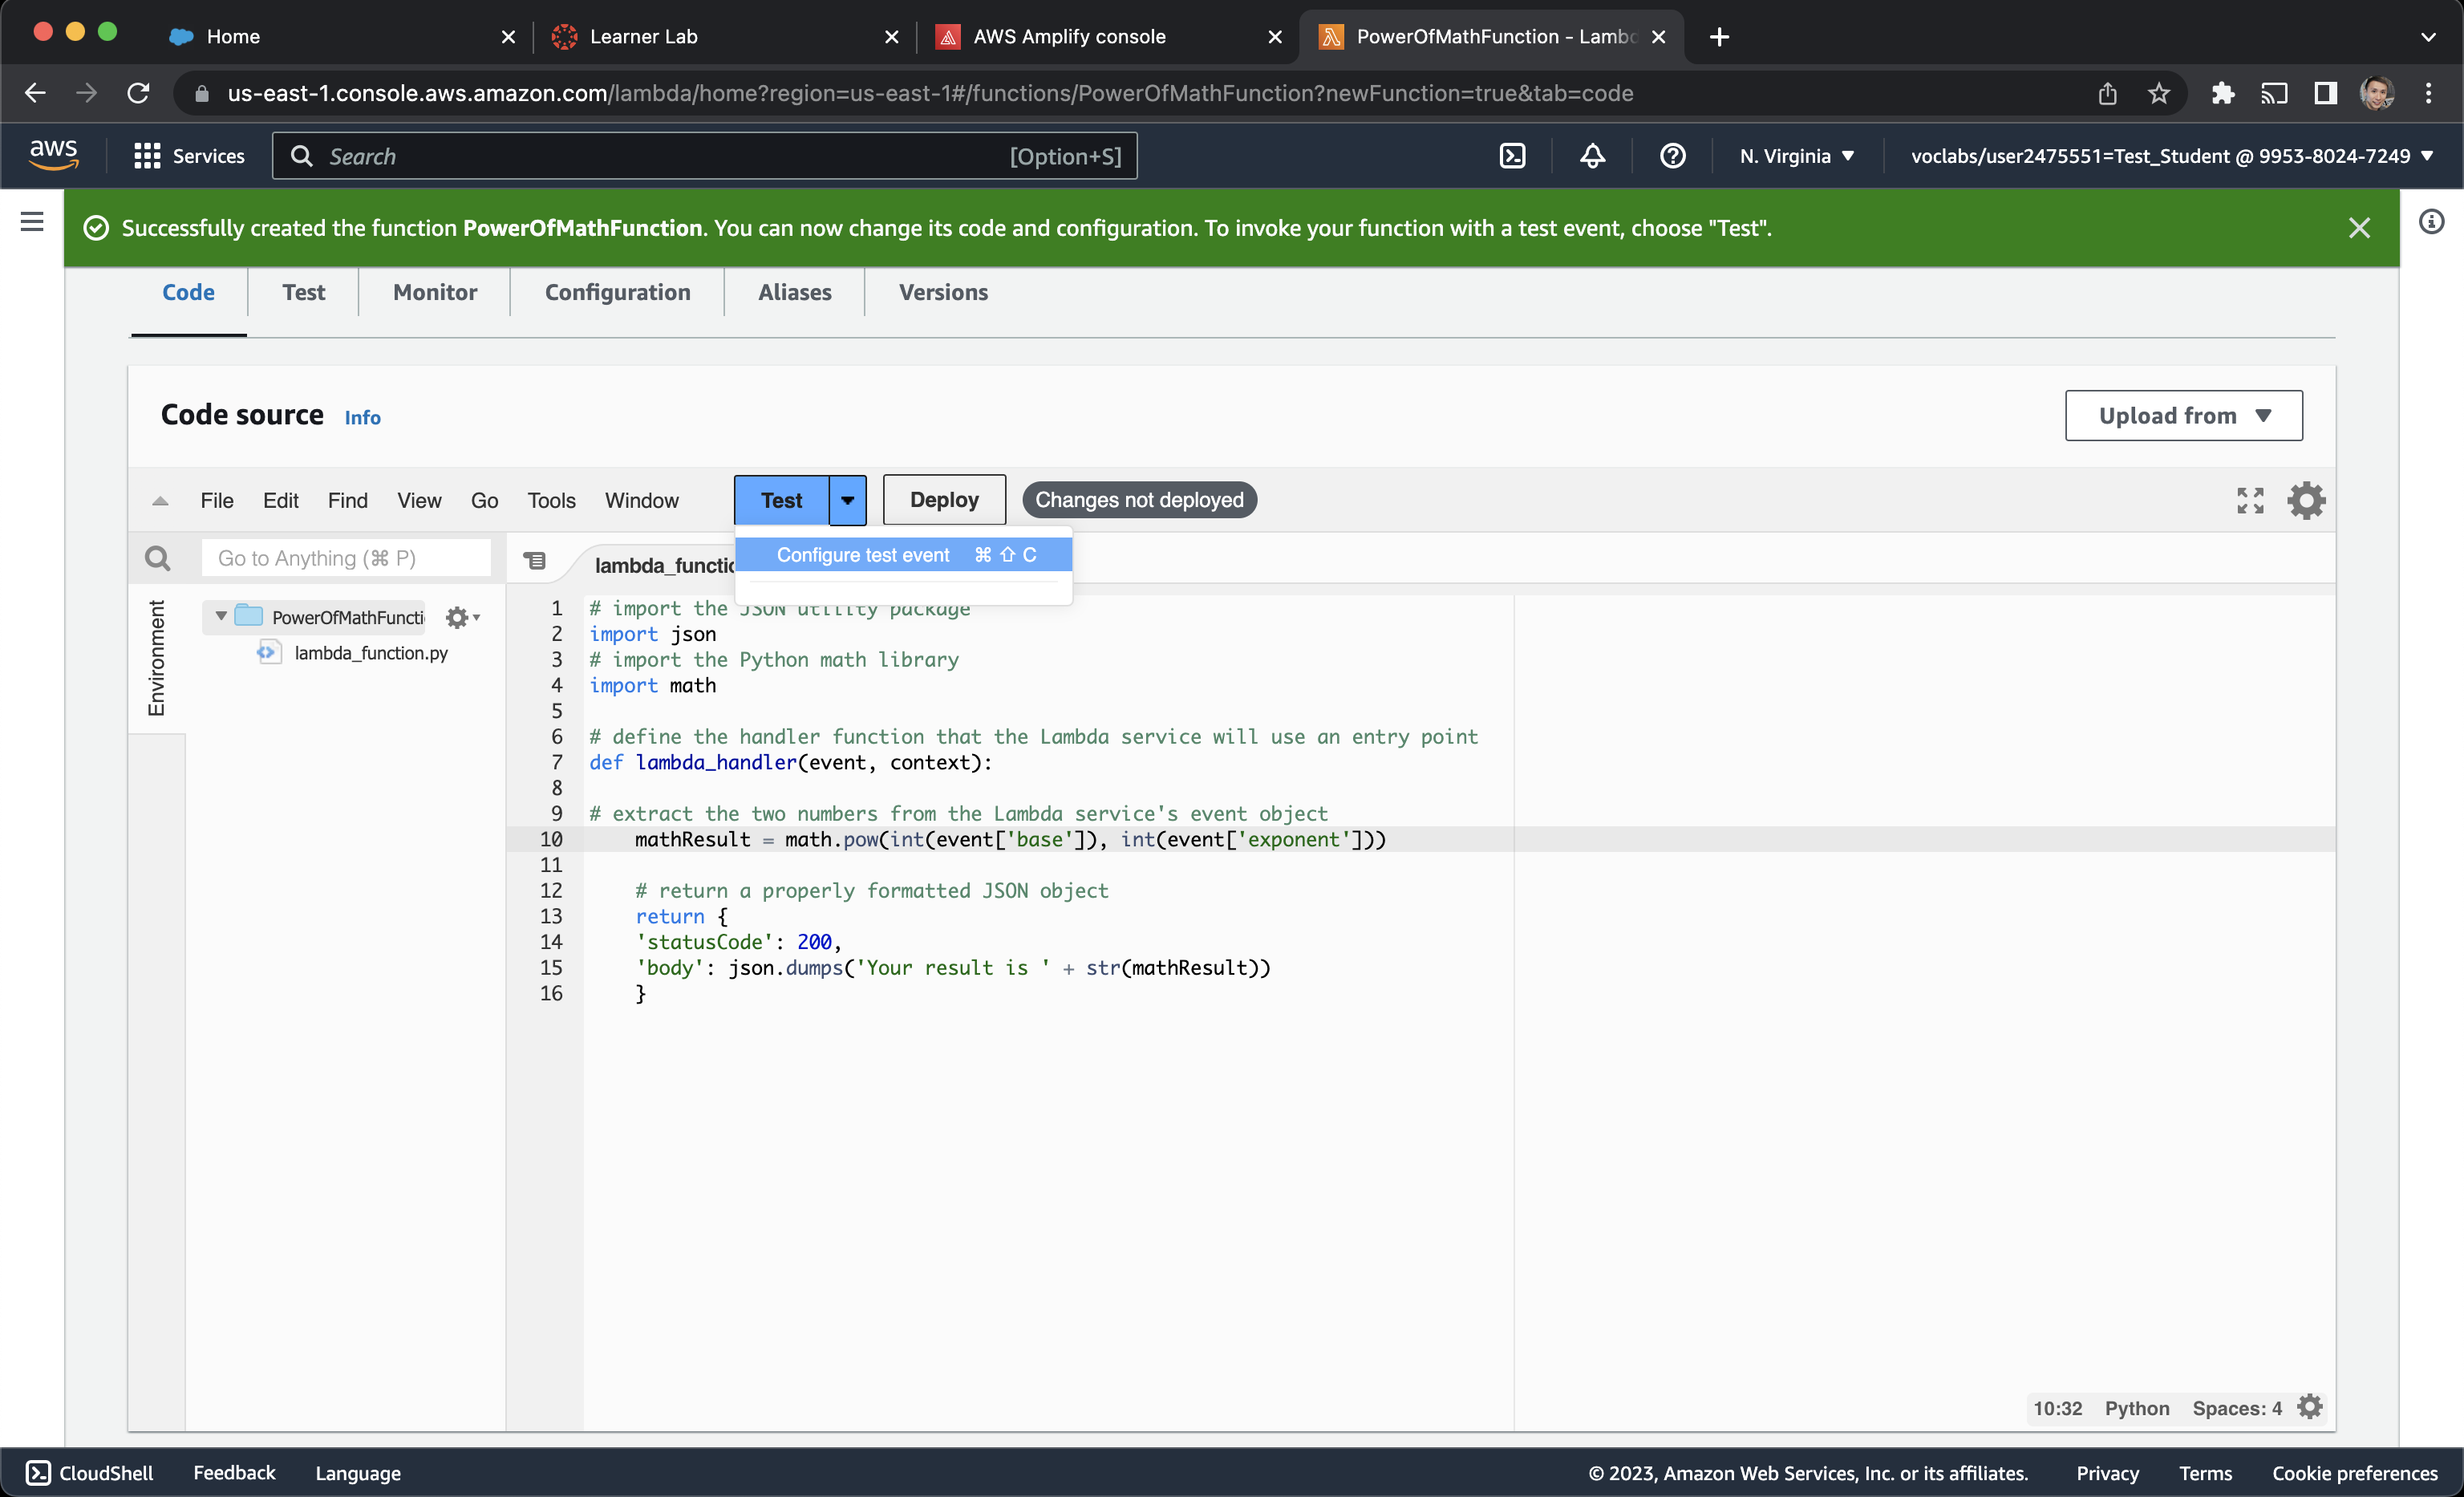 Home
Learner Lab
AWS Amplify console
PowerOfMathFunction - Lambd
us-east-1.console.aws.amazon.com/lambda/home?region=us-east-1#/functions/PowerOfMathFunction?newFunction=true&tab=code
aws
Services
Search
[Option+S]
N. Virginia
voclabs/user2475551=Test_Student @ 9953-8024-7249
Successfully created the function PowerOfMathFunction. You can now change its code and configuration. To invoke your function with a test event, choose "Test".
Code
Test
Monitor
Configuration
Aliases
Versions
Code source
Info
Upload from
File
Edit
Find
View
Go
Tools
Window
Test
Deploy
Changes not deployed
Configure test event ⌘ ⇧ C
Go to Anything (⌘ P)
lambda_functio
Environment
PowerOfMathFuncti
lambda_function.py
1 # import the JSON utility package
2 import json
3 # import the Python math library
4 import math
5
6 # define the handler function that the Lambda service will use an entry point
7 def lambda_handler(event, context):
8
9 # extract the two numbers from the Lambda service's event object
10 mathResult = math.pow(int(event['base']), int(event['exponent']))
11
12 # return a properly formatted JSON object
13 return {
14 'statusCode': 200,
15 'body': json.dumps('Your result is ' + str(mathResult))
16 }
10:32
Python
Spaces: 4
CloudShell
Feedback
Language
© 2023, Amazon Web Services, Inc. or its affiliates.
Privacy
Terms
Cookie preferences